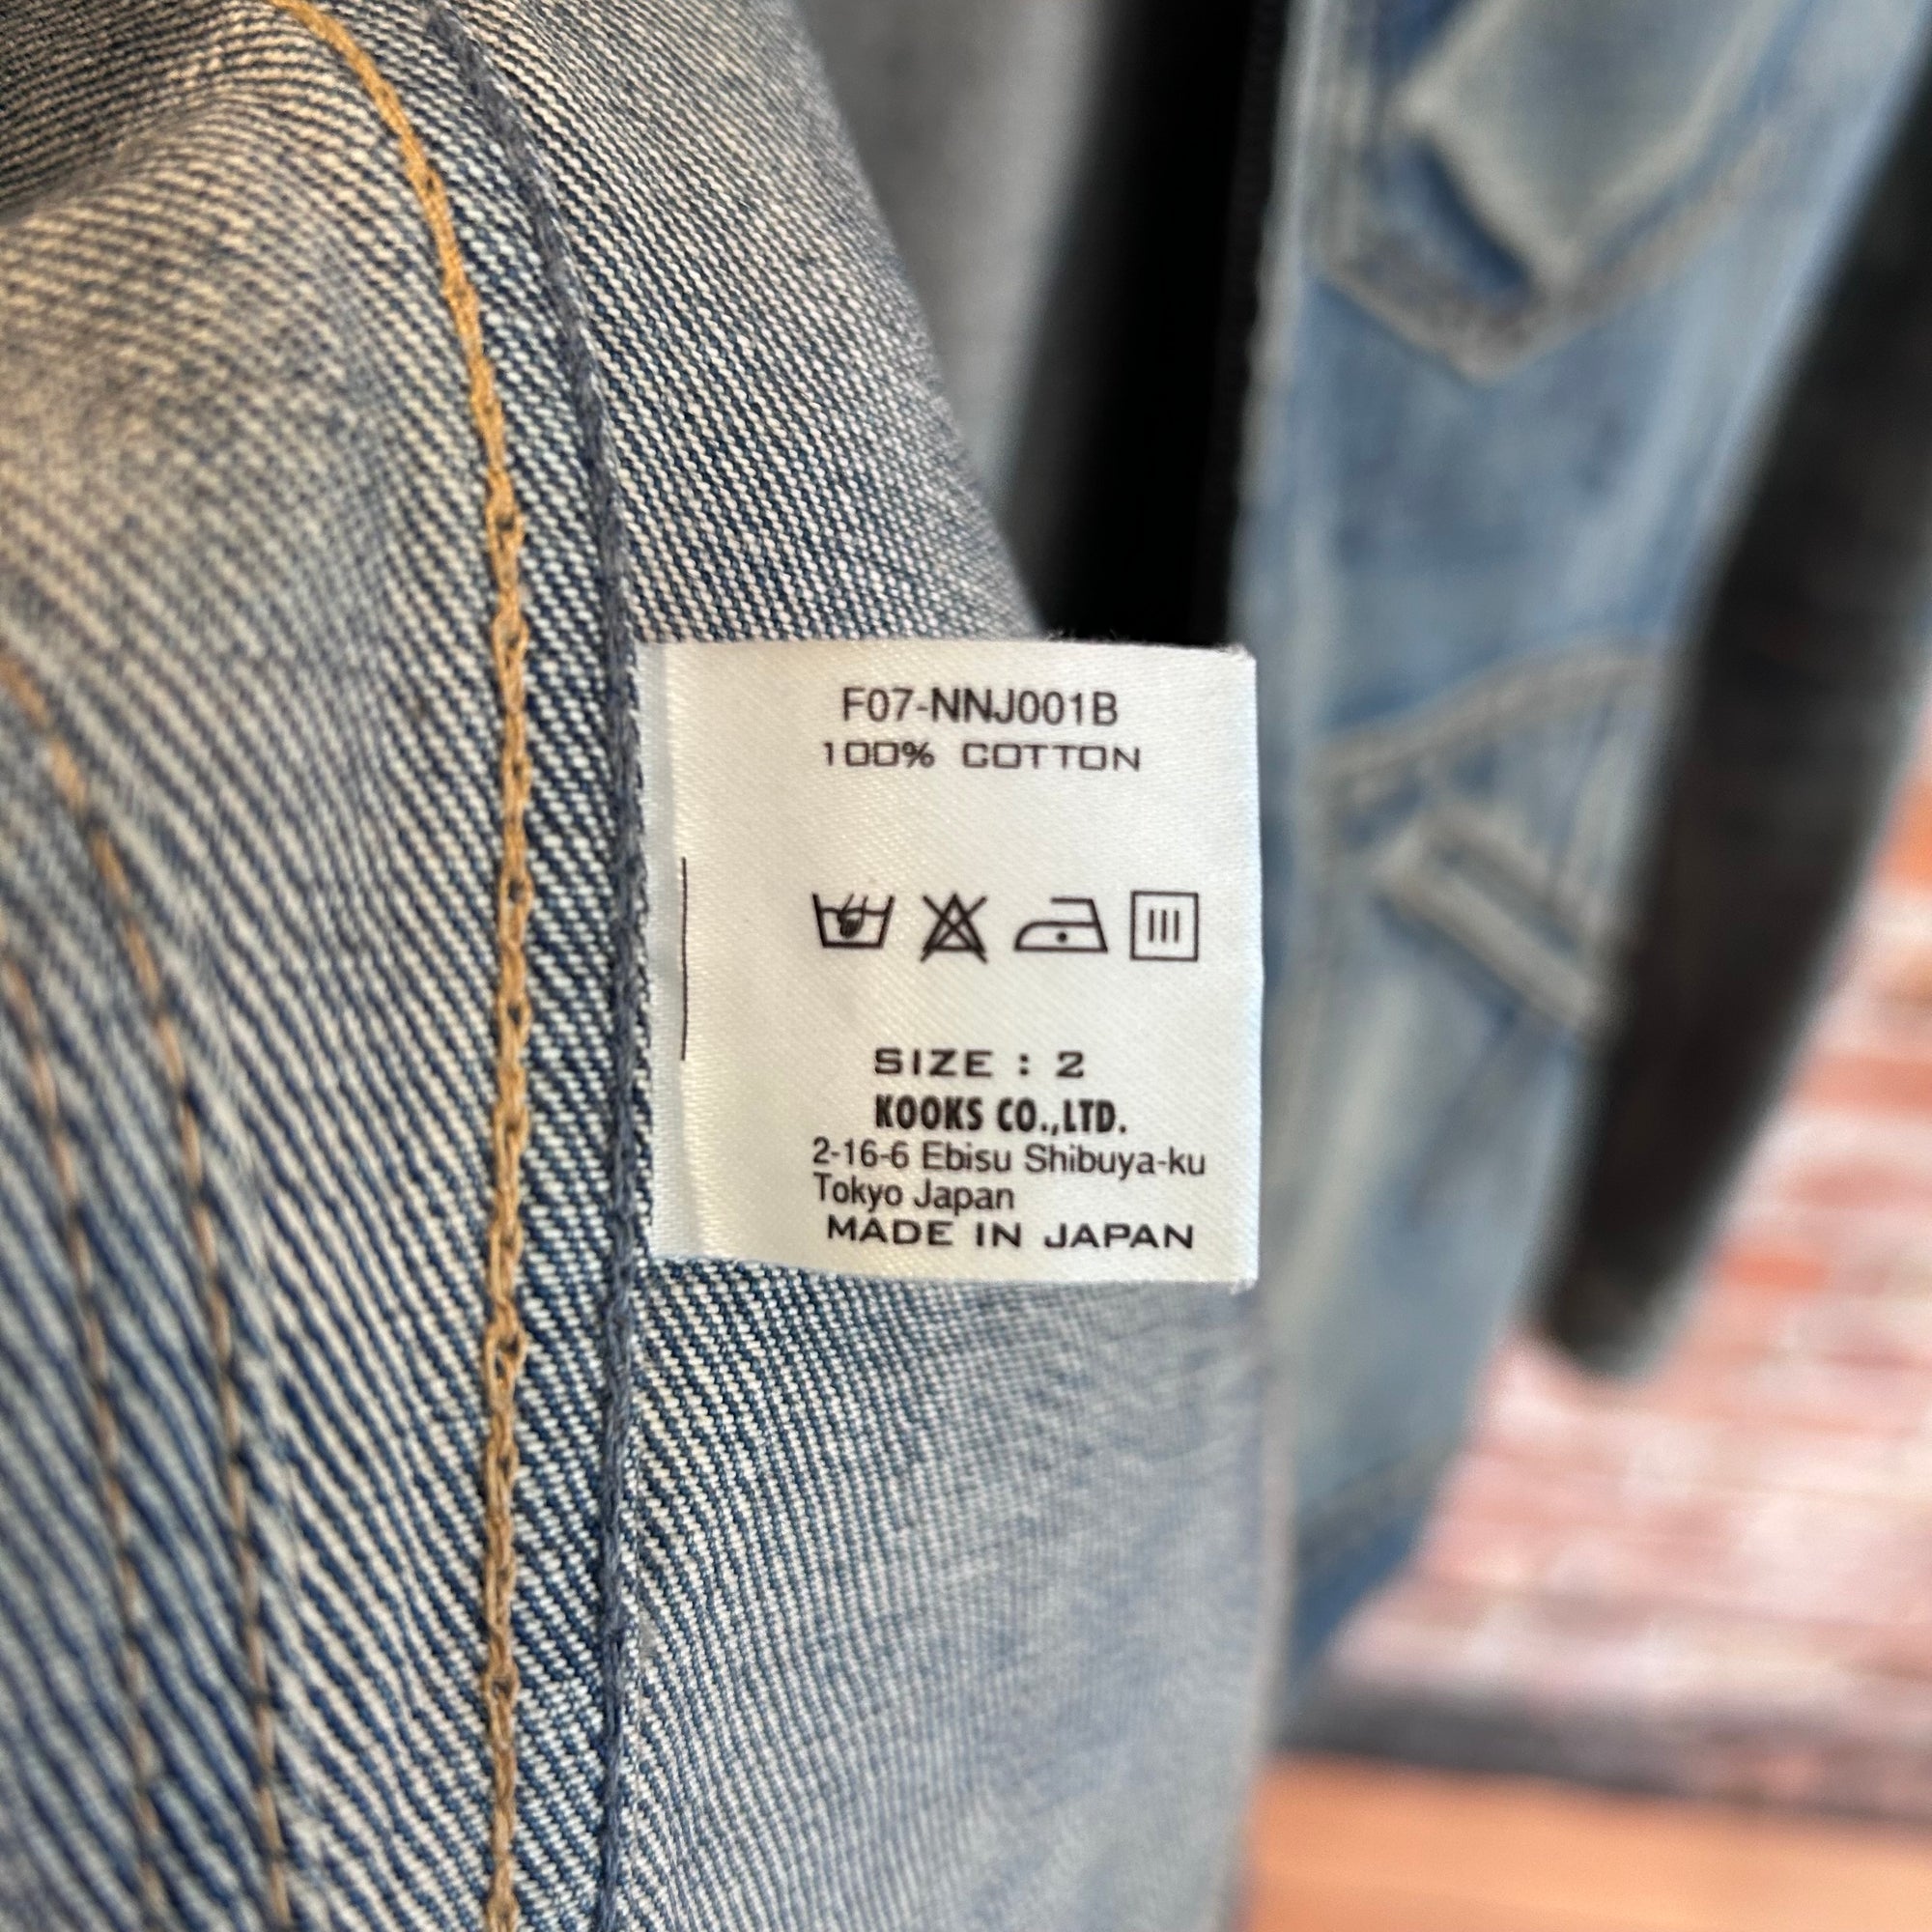 F07-NNJ001B
100% COTTON
SIZE : 2
KOOKS CO.,LTD.
2-16-6 Ebisu Shibuya-ku
Tokyo Japan
MADE IN JAPAN